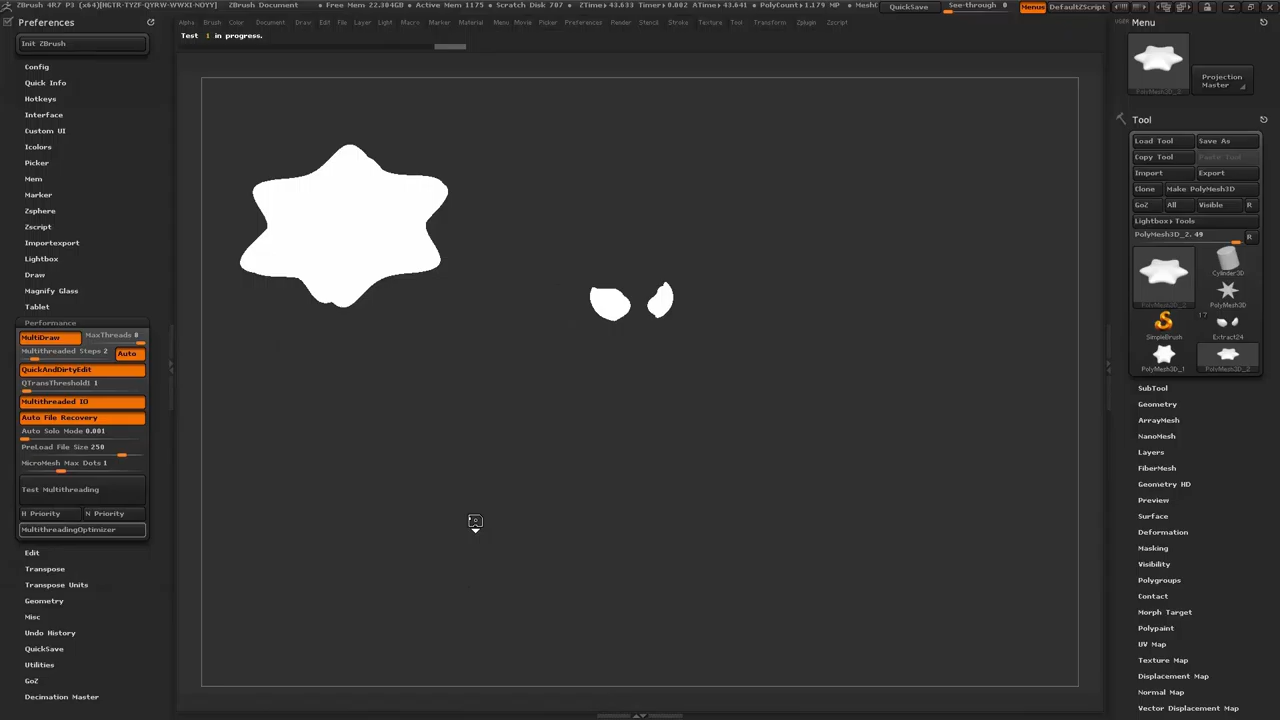 ZBrush 4R7 P3 (x64)[HGTR-TYZF-QYRW-WWXI-NOYY] ZBrush Document • Free Mem 22.304GB • Active Mem 1175 • Scratch Disk 707 • ZTime▸43.633 Timer▸0.002 ATime▸43.641 • PolyCount▸1.179 MP • MeshC QuickSave See-through 0 Menus DefaultZScript
Preferences
Alpha Brush Color Document Draw Edit File Layer Light Macro Marker Material Menu Movie Picker Preferences Render Stencil Stroke Texture Tool Transform Zplugin Zscript
Test 1 in progress.
Init ZBrush
Config
Quick Info
Hotkeys
Interface
Custom UI
Icolors
Picker
Mem
Marker
Zsphere
Zscript
Importexport
Lightbox
Draw
Magnify Glass
Tablet
Performance
MultiDraw MaxThreads 8
Multithreaded Steps 2 Auto
QuickAndDirtyEdit
QTransThreshold1 1
Multithreaded IO
Auto File Recovery
Auto Solo Mode 0.001
PreLoad File Size 250
MicroMesh Max Dots 1
Test Multithreading
H Priority N Priority
MultithreadingOptimizer
Edit
Transpose
Transpose Units
Geometry
Misc
Undo History
QuickSave
Utilities
GoZ
Decimation Master
Menu
PolyMesh3D_2
Projection
Master
Tool
Load Tool Save As
Copy Tool Paste Tool
Import Export
Clone Make PolyMesh3D
GoZ All Visible R
Lightbox▸Tools
PolyMesh3D_2. 49 R
PolyMesh3D_2 Cylinder3D
PolyMesh3D
17
SimpleBrush Extract24
PolyMesh3D_1 PolyMesh3D_2
SubTool
Geometry
ArrayMesh
NanoMesh
Layers
FiberMesh
Geometry HD
Preview
Surface
Deformation
Masking
Visibility
Polygroups
Contact
Morph Target
Polypaint
UV Map
Texture Map
Displacement Map
Normal Map
Vector Displacement Map